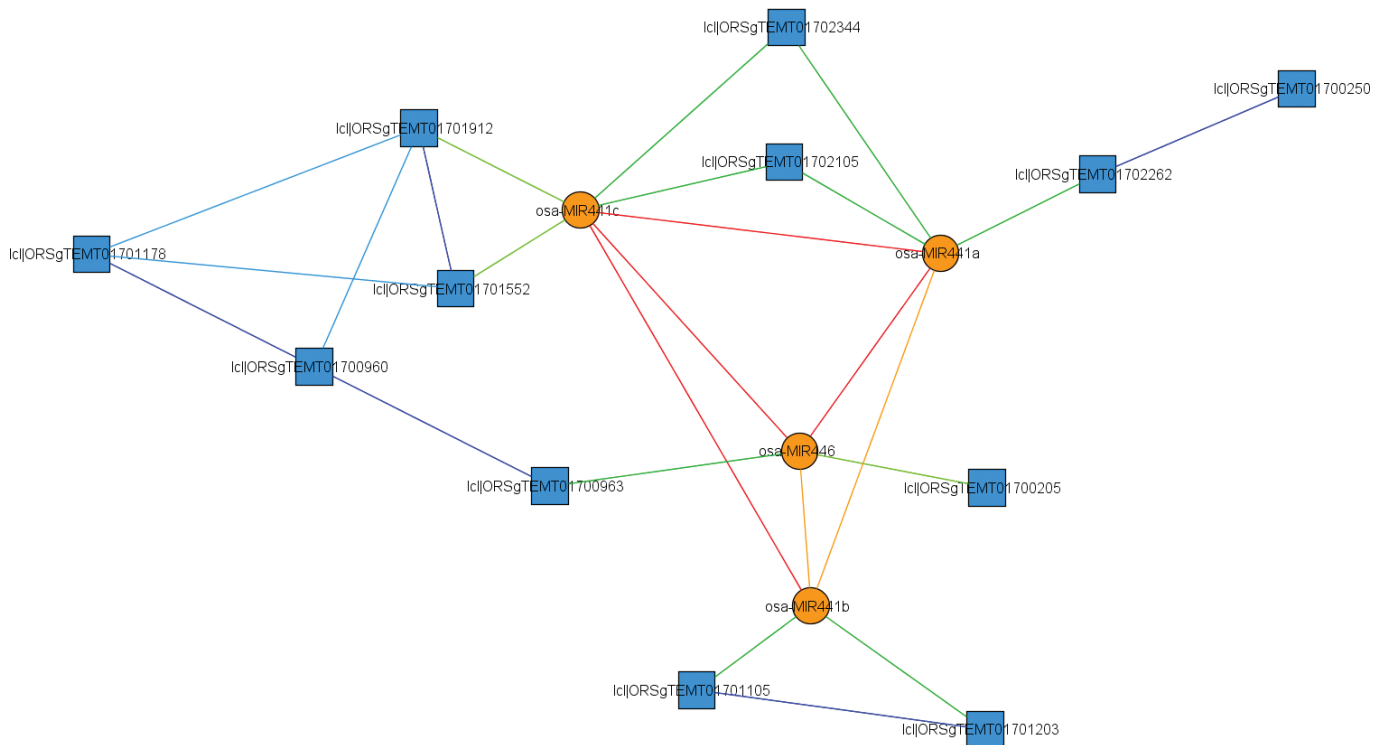 lcl|ORSgTEMT01702344
lcl|ORSgTEMT01700250
lcl|ORSgTEMT01701912
lcl|ORSgTEMT01702105
lcl|ORSgTEMT01702262
osa-MIR441c
lcl|ORSgTEMT01701178
osa-MIR441a
lcl|ORSgTEMT01701552
lcl|ORSgTEMT01700960
osa-MIR446
lcl|ORSgTEMT01700963
lcl|ORSgTEMT01700205
osa-MIR441b
lcl|ORSgTEMT01701105
lcl|ORSgTEMT01701203